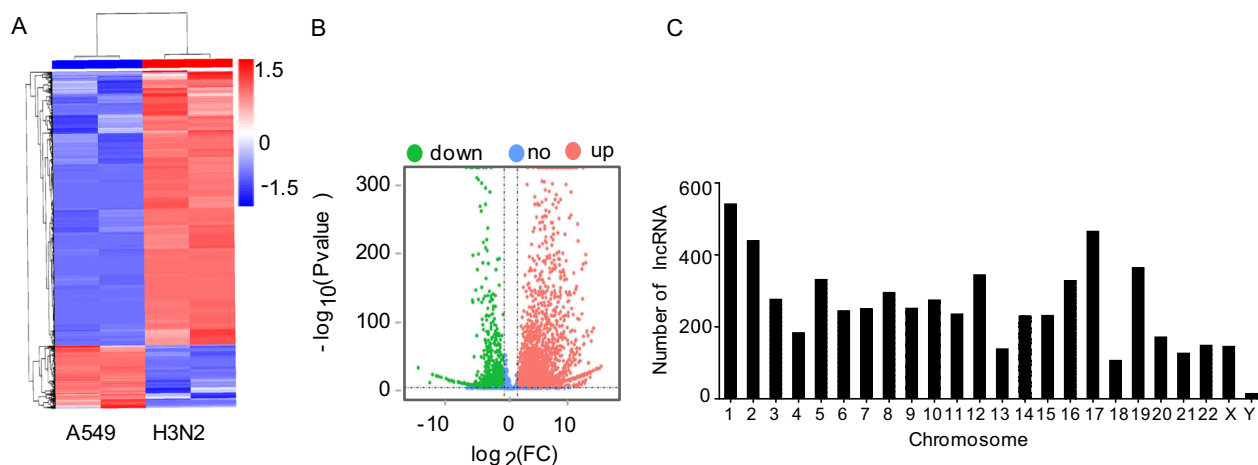 A
1.5
0
-1.5
A549 H3N2
B
down no up
300
200
100
0
-log10(Pvalue )
-10 0 10
log2(FC)
C
600
400
200
0
Number of lncRNA
1 2 3 4 5 6 7 8 9 10 11 12 13 14 15 16 17 18 19 20 21 22 X Y
Chromosome